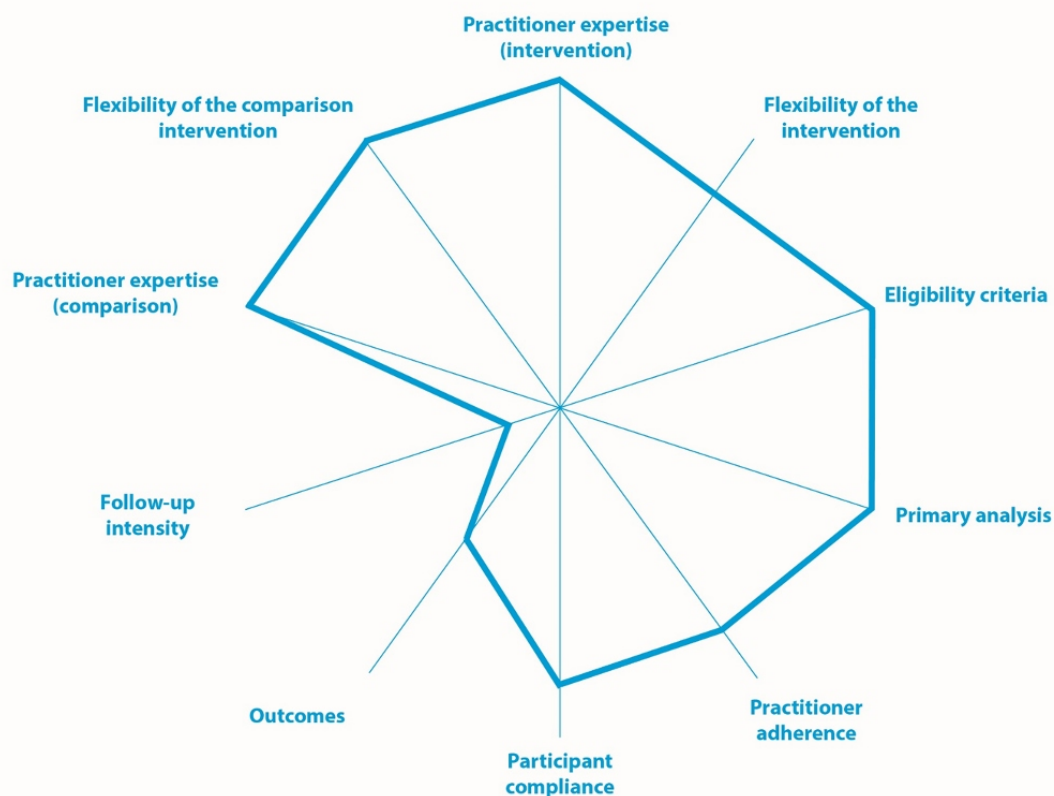 Practitioner expertise
(intervention)
Flexibility of the comparison
intervention
Flexibility of the
intervention
Practitioner expertise
(comparison)
Eligibility criteria
Follow-up
intensity
Primary analysis
Outcomes
Practitioner
adherence
Participant
compliance